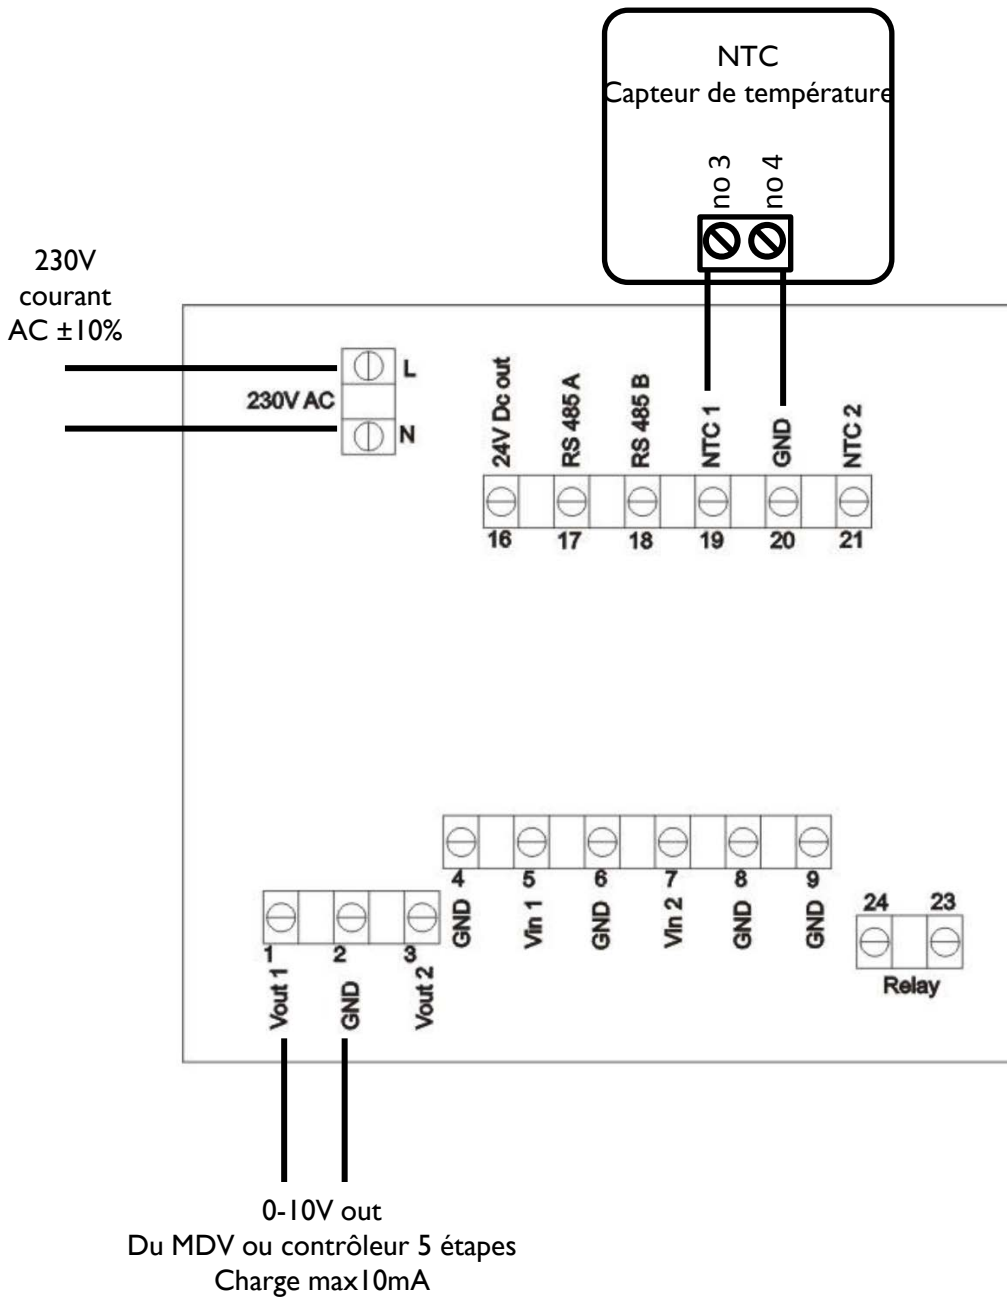 NTC
Capteur de température
no 3
no 4
230V
courant
AC ±10%
L
230V AC
N
24V Dc out
RS 485 A
RS 485 B
NTC 1
GND
NTC 2
16 17 18 19 20 21
4 5 6 7 8 9
GND
Vin 1
GND
Vin 2
GND
GND
24 23
Relay
1 2 3
Vout 1
GND
Vout 2
0-10V out
Du MDV ou contrôleur 5 étapes
Charge max10mA